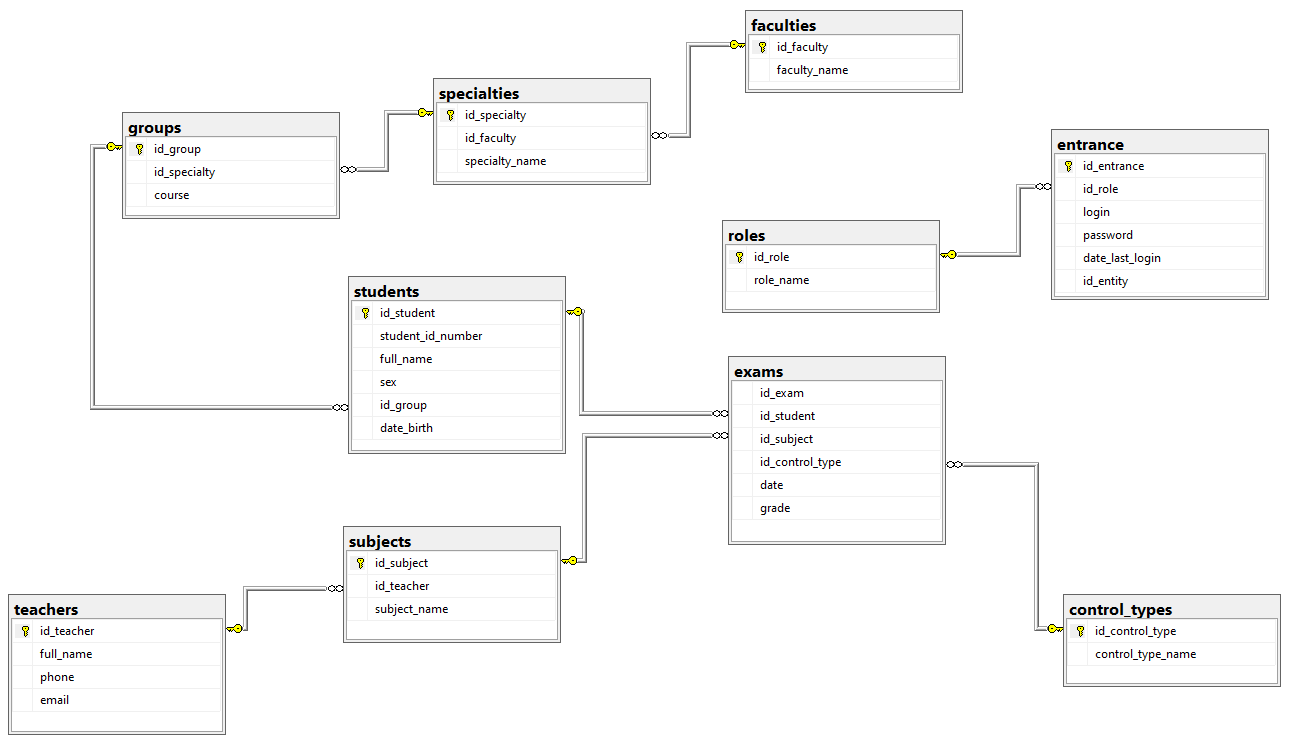 faculties
id_faculty
faculty_name
specialties
id_specialty
id_faculty
specialty_name
groups
id_group
id_specialty
course
entrance
id_entrance
id_role
login
password
date_last_login
id_entity
roles
id_role
role_name
students
id_student
student_id_number
full_name
sex
id_group
date_birth
exams
id_exam
id_student
id_subject
id_control_type
date
grade
subjects
id_subject
id_teacher
subject_name
teachers
id_teacher
full_name
phone
email
control_types
id_control_type
control_type_name